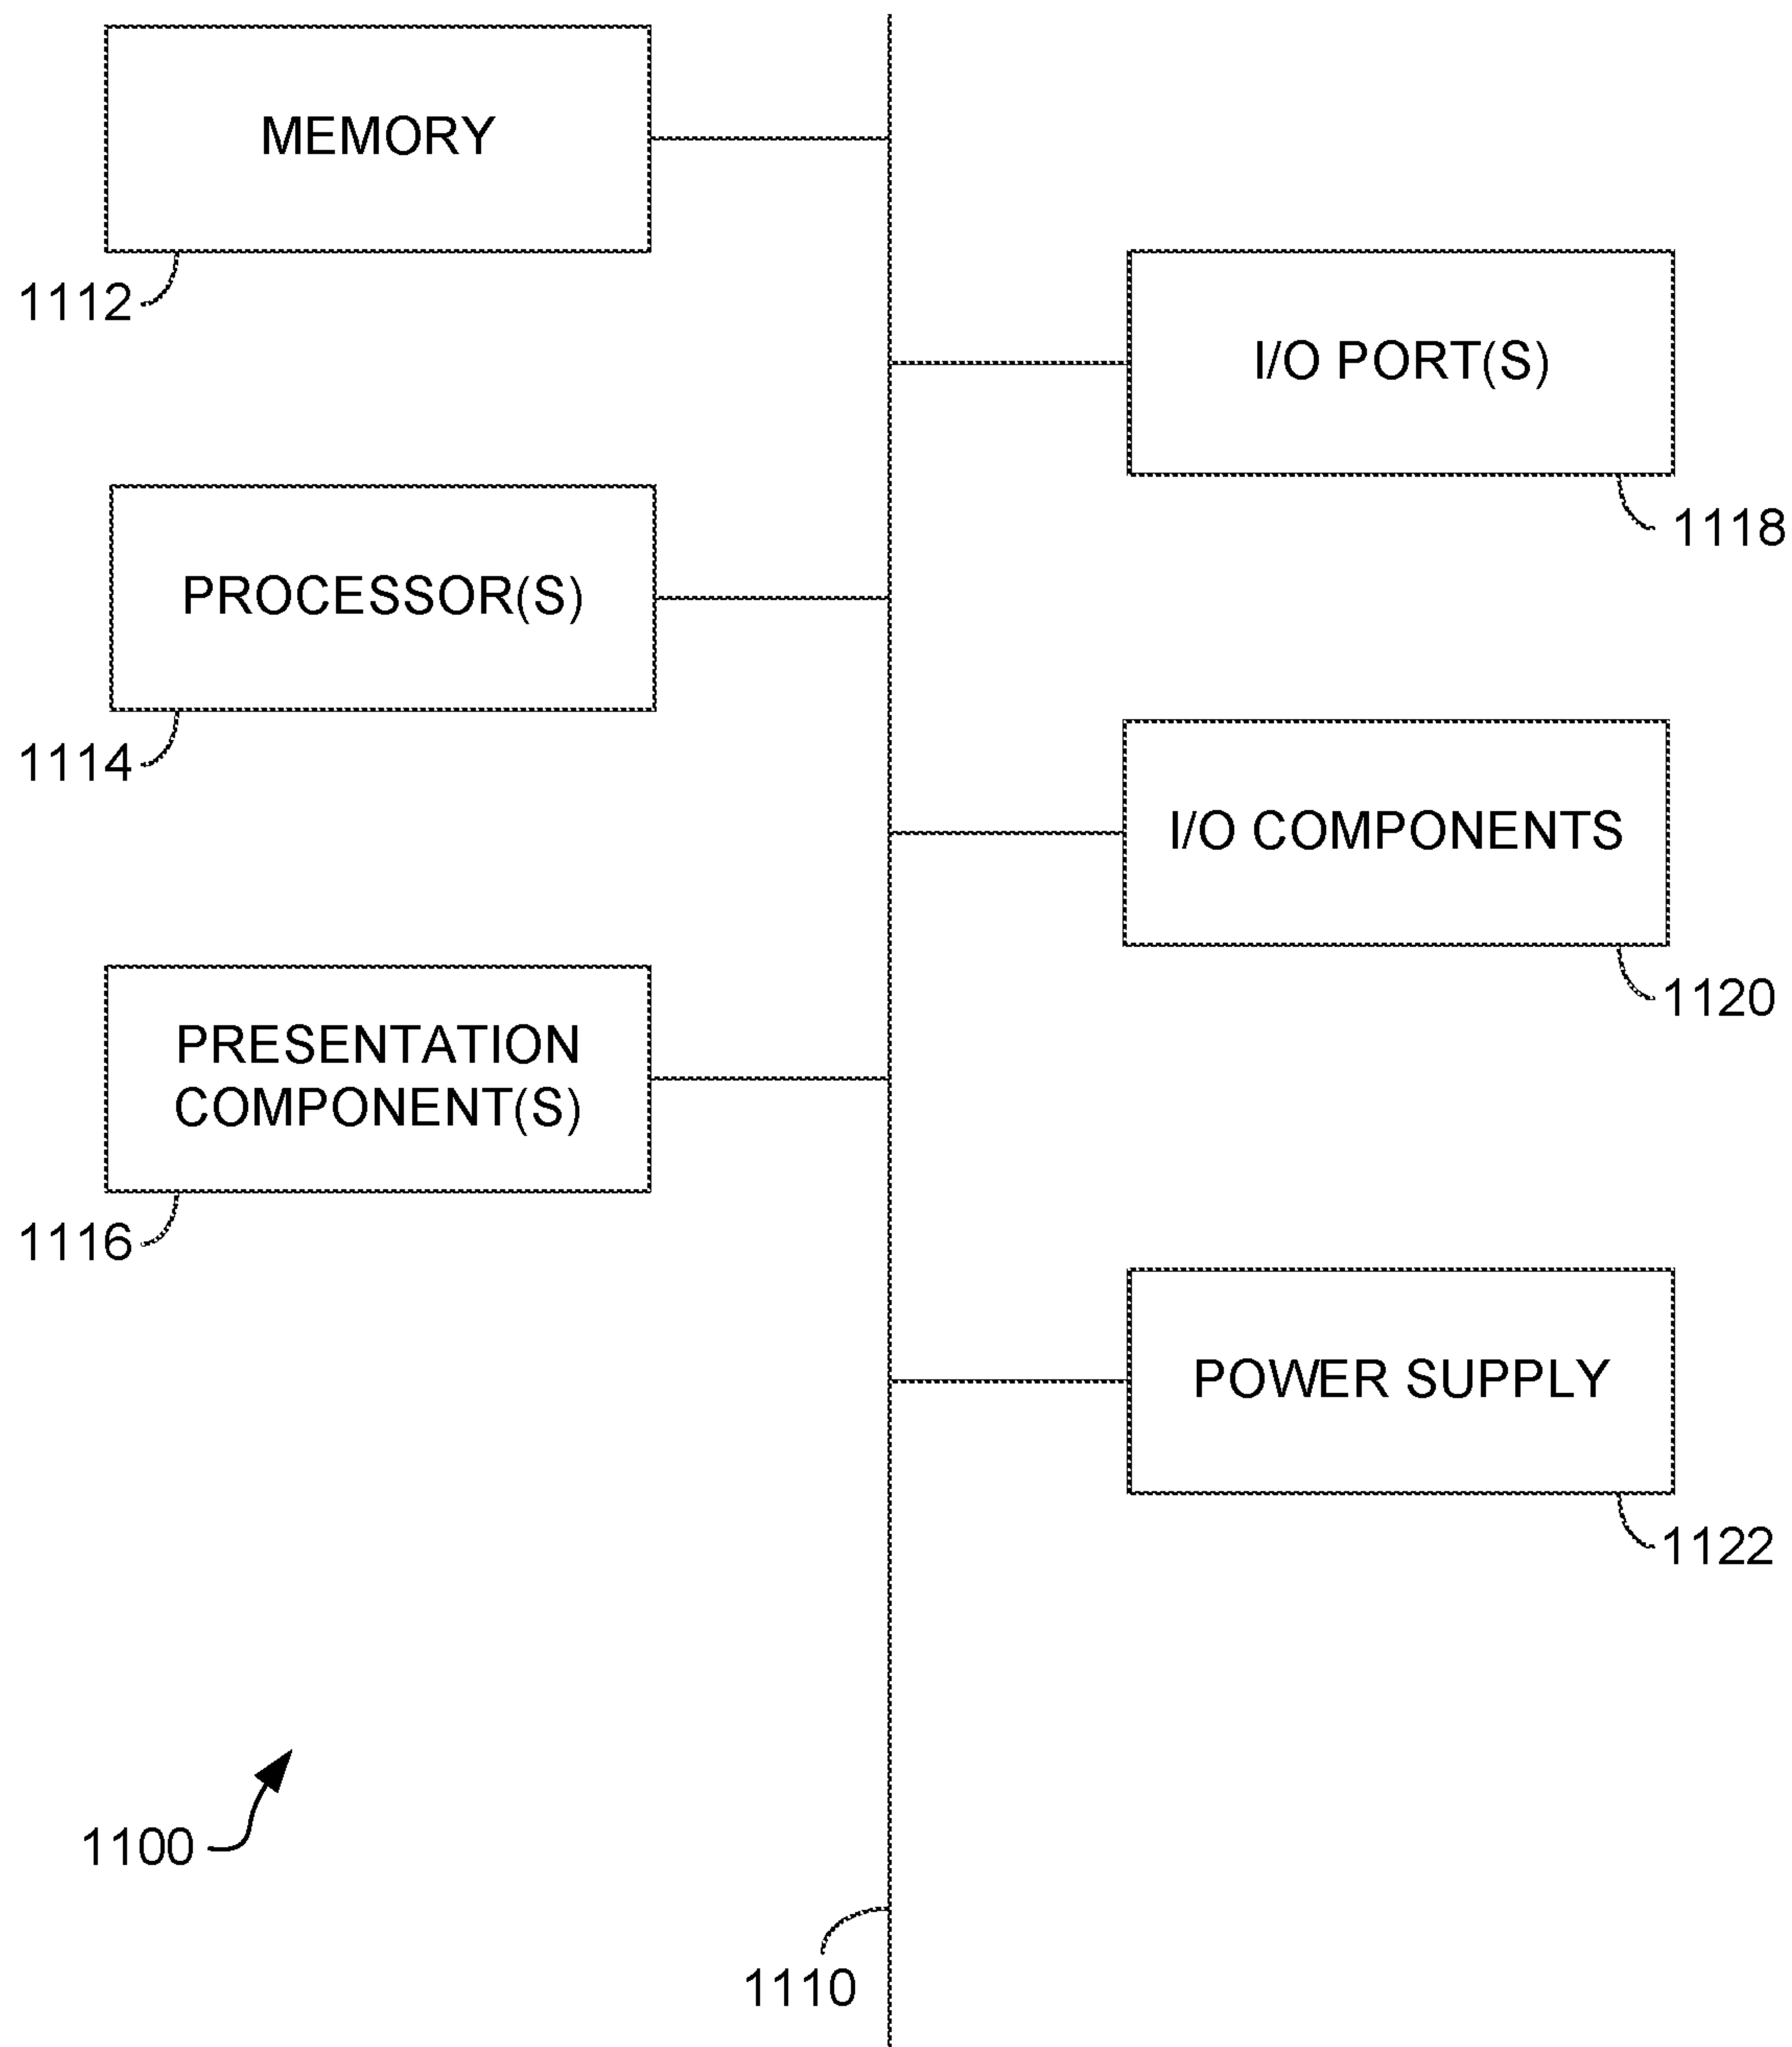 MEMORY
1112
I/O PORT(S)
1118
PROCESSOR(S)
1114
I/O COMPONENTS
1120
PRESENTATION
COMPONENT(S)
1116
POWER SUPPLY
1122
1100
1110